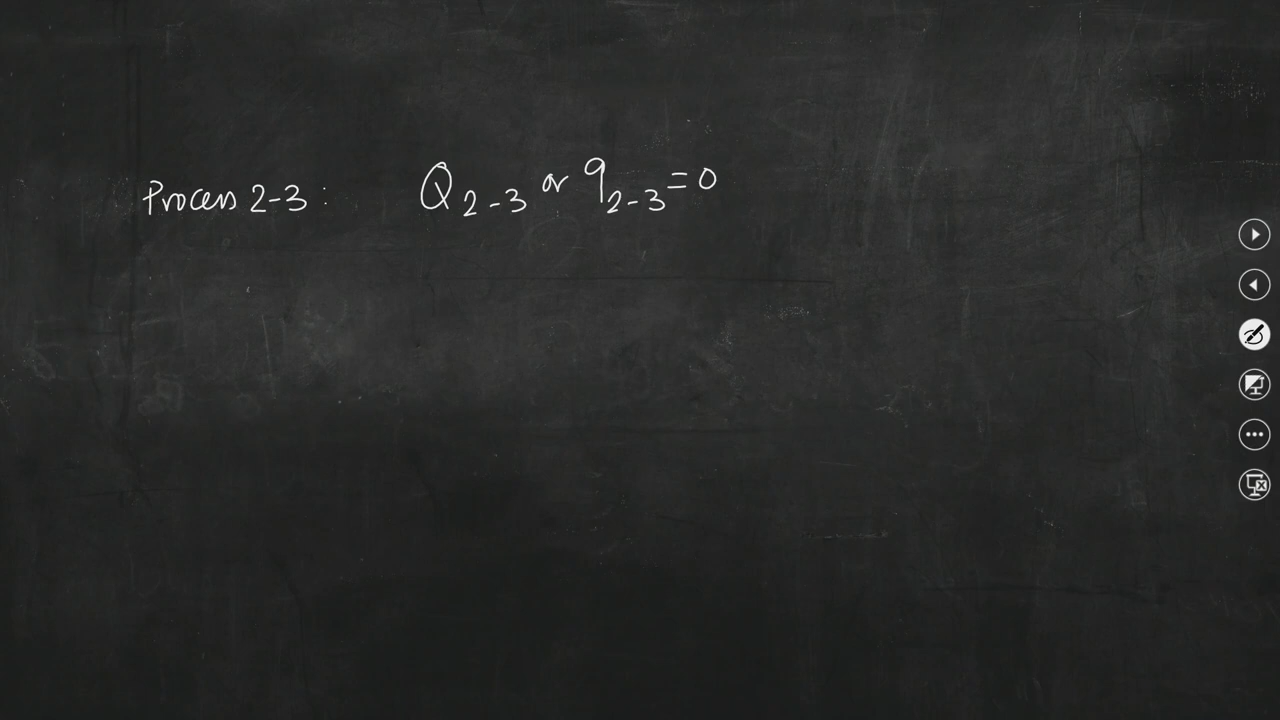 Process 2-3 : Q₂₋₃ or q₂₋₃ = 0